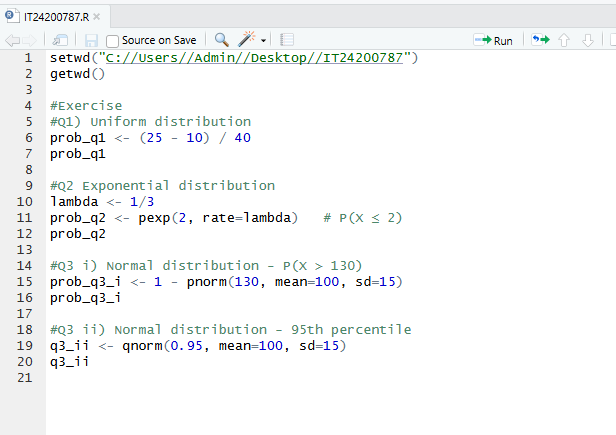 IT24200787.R
Source on Save
Run
1 setwd("C://Users//Admin//Desktop//IT24200787")
2 getwd()
3
4 #Exercise
5 #Q1) Uniform distribution
6 prob_q1 <- (25 - 10) / 40
7 prob_q1
8
9 #Q2 Exponential distribution
10 lambda <- 1/3
11 prob_q2 <- pexp(2, rate=lambda)   # P(X ≤ 2)
12 prob_q2
13
14 #Q3 i) Normal distribution - P(X > 130)
15 prob_q3_i <- 1 - pnorm(130, mean=100, sd=15)
16 prob_q3_i
17
18 #Q3 ii) Normal distribution - 95th percentile
19 q3_ii <- qnorm(0.95, mean=100, sd=15)
20 q3_ii
21